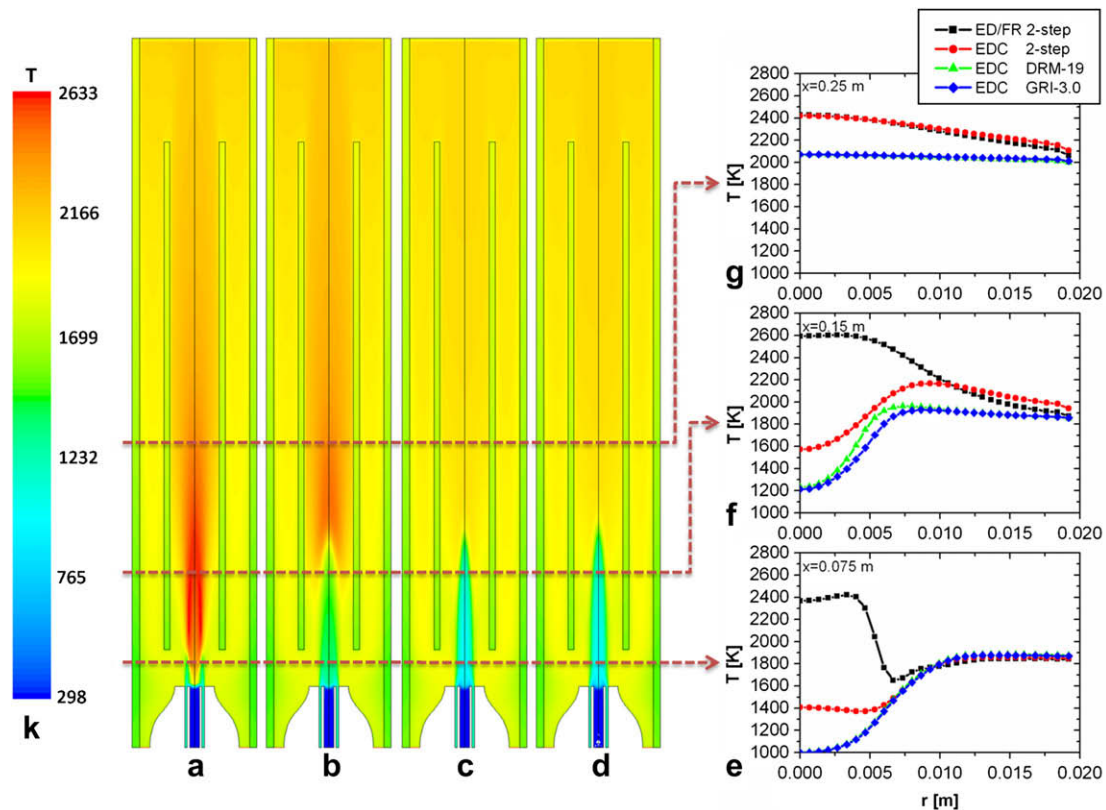 T
2633
2166
1699
1232
765
298
k
a
b
c
d
ED/FR 2-step
EDC 2-step
EDC DRM-19
EDC GRI-3.0
2800
2600
2400
2200
2000
1800
1600
1400
1200
1000
x=0.25 m
T [K]
g
0.000 0.005 0.010 0.015 0.020
2800
2600
2400
2200
2000
1800
1600
1400
1200
1000
x=0.15 m
T [K]
f
0.000 0.005 0.010 0.015 0.020
2800
2600
2400
2200
2000
1800
1600
1400
1200
1000
x=0.075 m
T [K]
e
0.000 0.005 0.010 0.015 0.020
r [m]